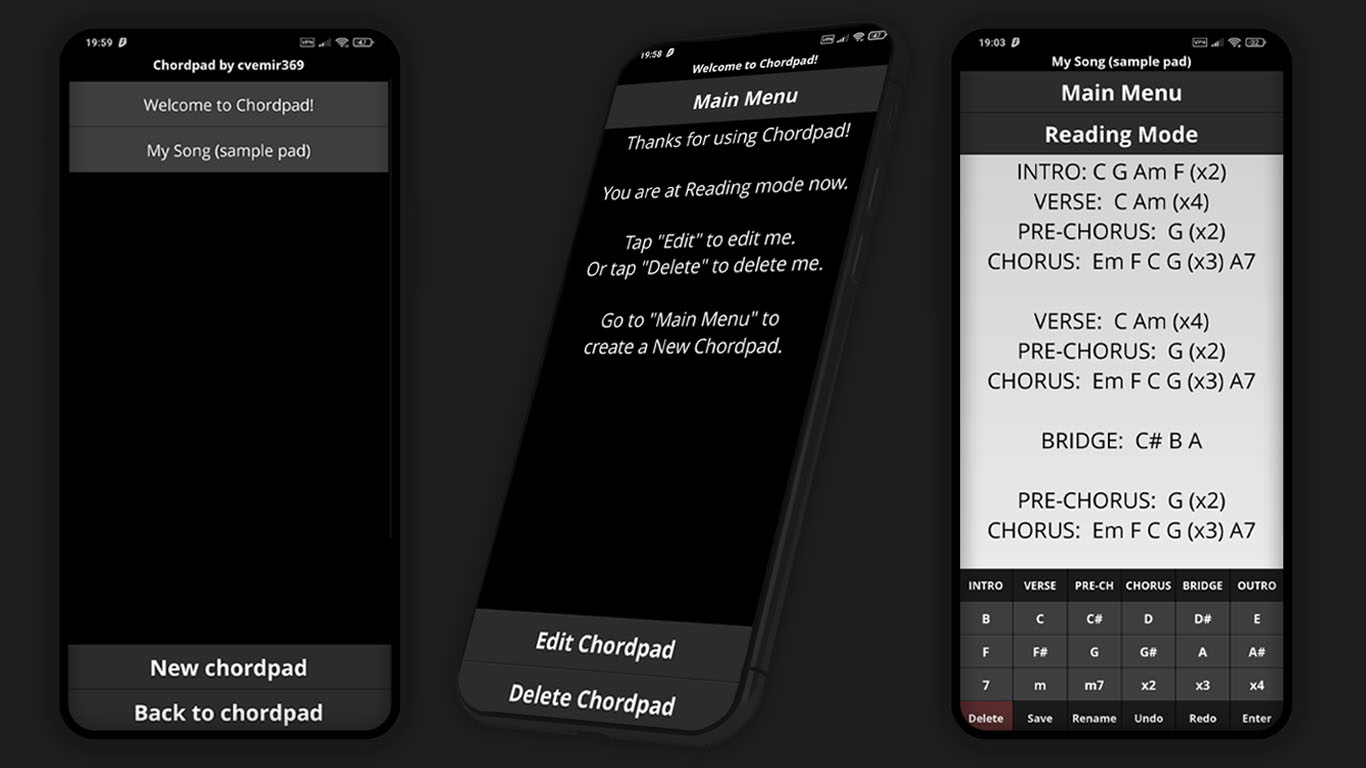 19:59
VPN
47
Chordpad by cvemir369
Welcome to Chordpad!
My Song (sample pad)
New chordpad
Back to chordpad
19:58
VPN
47
Welcome to Chordpad!
Main Menu
Thanks for using Chordpad!
You are at Reading mode now.
Tap "Edit" to edit me.
Or tap "Delete" to delete me.
Go to "Main Menu" to
create a New Chordpad.
Edit Chordpad
Delete Chordpad
19:03
VPN
My Song (sample pad)
Main Menu
Reading Mode
INTRO: C G Am F (x2)
VERSE: C Am (x4)
PRE-CHORUS: G (x2)
CHORUS: Em F C G (x3) A7
VERSE: C Am (x4)
PRE-CHORUS: G (x2)
CHORUS: Em F C G (x3) A7
BRIDGE: C# B A
PRE-CHORUS: G (x2)
CHORUS: Em F C G (x3) A7
INTRO VERSE PRE-CH CHORUS BRIDGE OUTRO
B C C# D D# E
F F# G G# A A#
7 m m7 x2 x3 x4
Delete Save Rename Undo Redo Enter